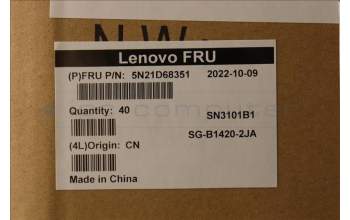 N W
Lenovo FRU
(P)FRU P/N: 5N21D68351 2022-10-09
Quantity: 40 SN3101B1
SG-B1420-2JA
(4L)Origin: CN
Made in China